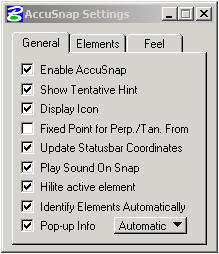 AccuSnap Settings
General Elements Feel
Enable AccuSnap
Show Tentative Hint
Display Icon
Fixed Point for Perp./Tan. From
Update Statusbar Coordinates
Play Sound On Snap
Hilite active element
Identify Elements Automatically
Pop-up Info Automatic